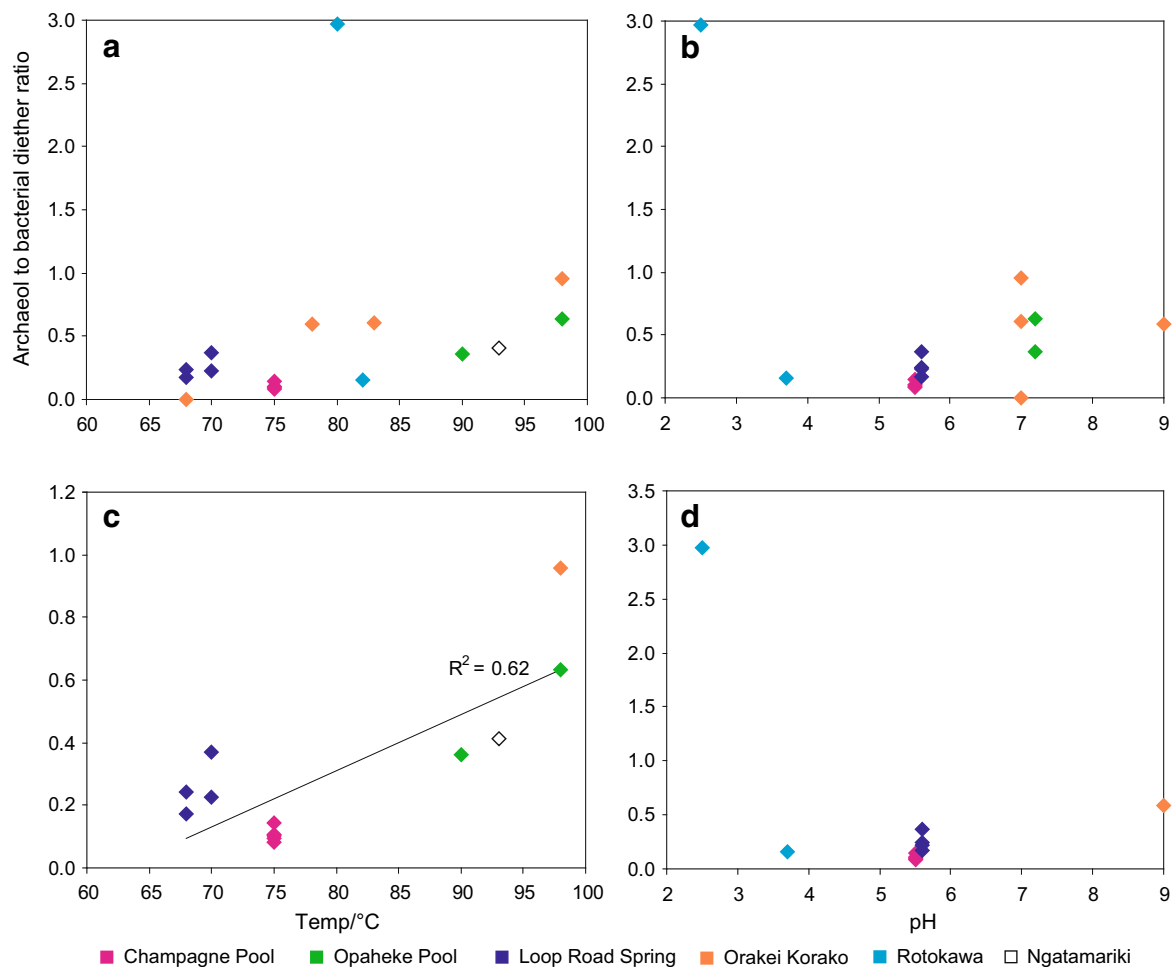 Archaeol to bacterial diether ratio
a
3.0
2.5
2.0
1.5
1.0
0.5
0.0
60 65 70 75 80 85 90 95 100
b
3.0
2.5
2.0
1.5
1.0
0.5
0.0
2 3 4 5 6 7 8 9
c
1.2
1.0
0.8
0.6
0.4
0.2
0.0
R² = 0.62
60 65 70 75 80 85 90 95 100
Temp/°C
d
3.5
3.0
2.5
2.0
1.5
1.0
0.5
0.0
2 3 4 5 6 7 8 9
pH
Champagne Pool Opaheke Pool Loop Road Spring Orakei Korako Rotokawa Ngatamariki